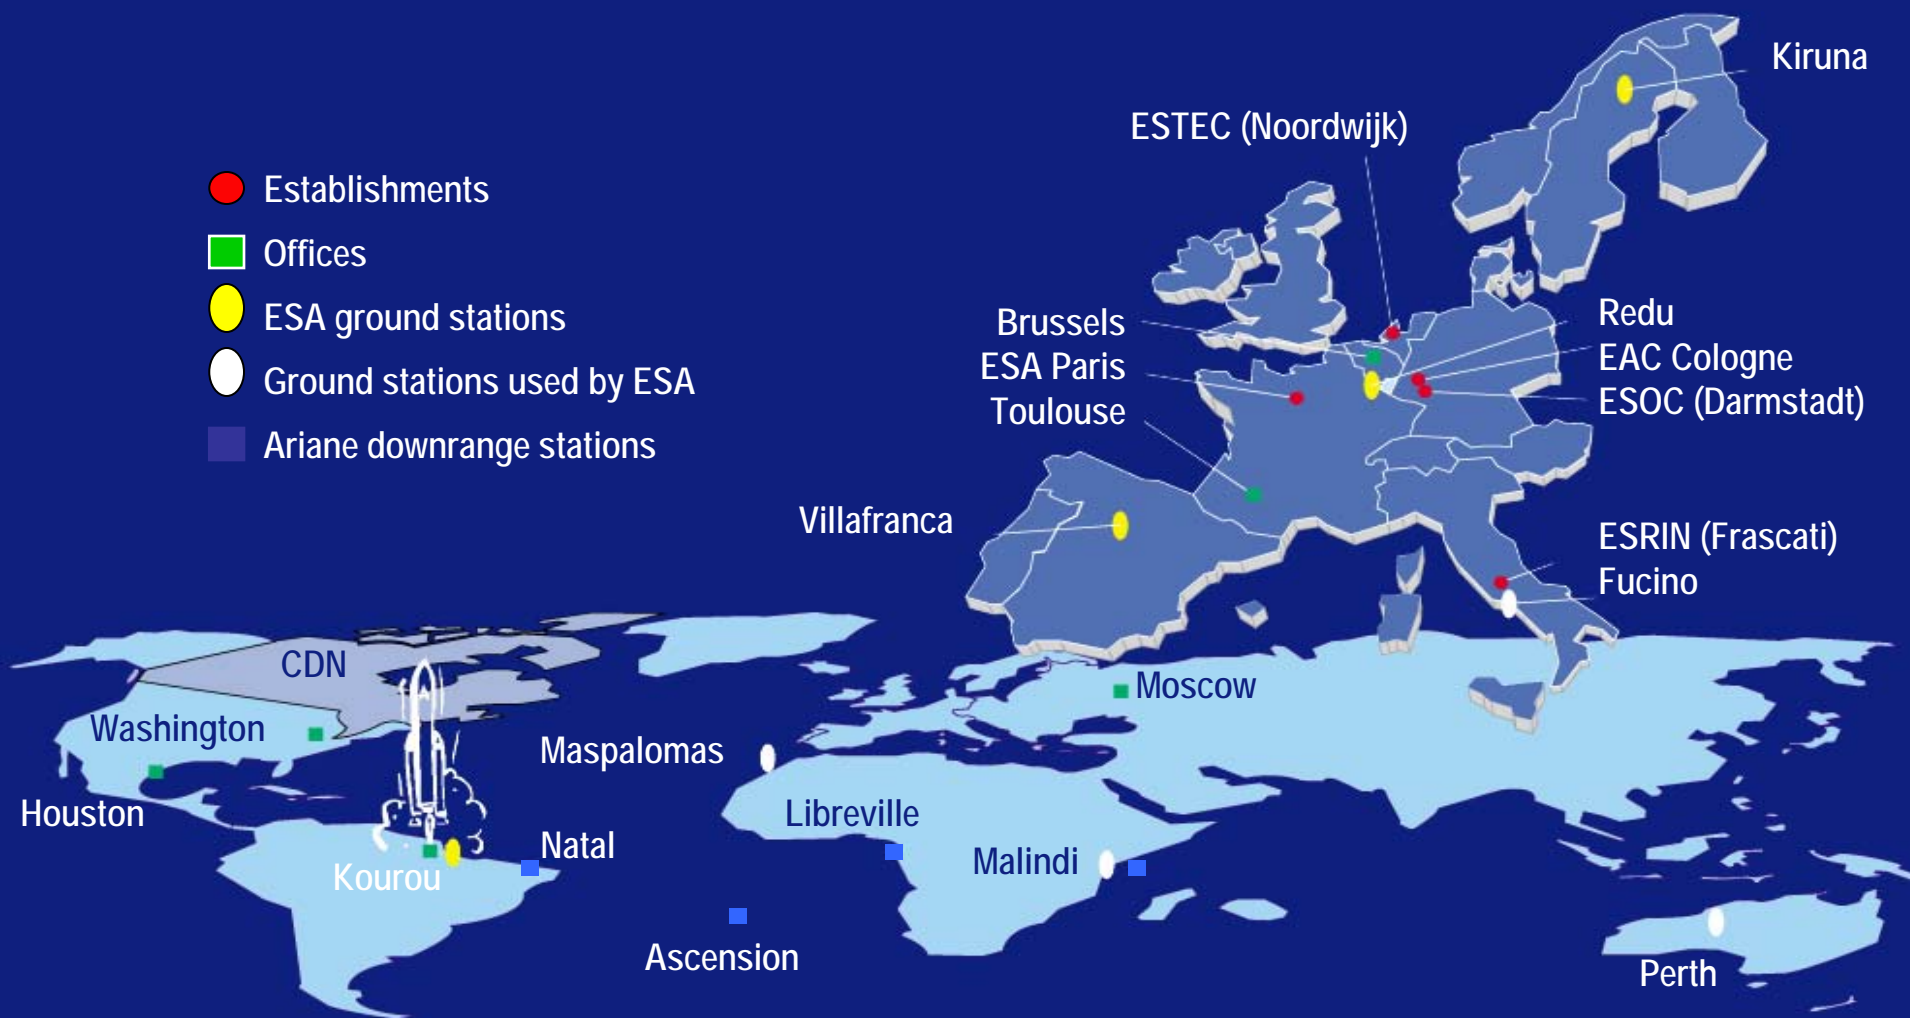 Kiruna
ESTEC (Noordwijk)
Establishments
Offices
ESA ground stations
Ground stations used by ESA
Ariane downrange stations
Brussels
ESA Paris
Toulouse
Redu
EAC Cologne
ESOC (Darmstadt)
Villafranca
ESRIN (Frascati)
Fucino
CDN
Moscow
Washington
Maspalomas
Houston
Libreville
Natal
Malindi
Kourou
Ascension
Perth